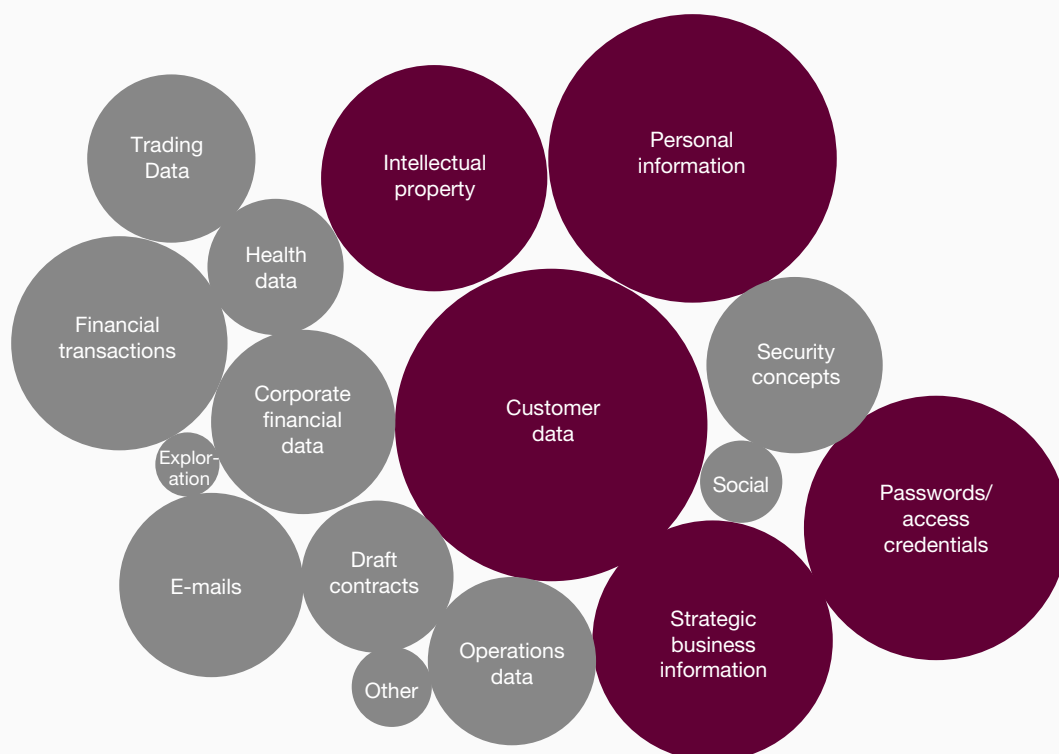 Trading
Data
Intellectual
property
Personal
information
Health
data
Financial
transactions
Security
concepts
Corporate
financial
data
Customer
data
Explor-
ation
Social
Passwords/
access
credentials
E-mails
Draft
contracts
Strategic
business
information
Operations
data
Other